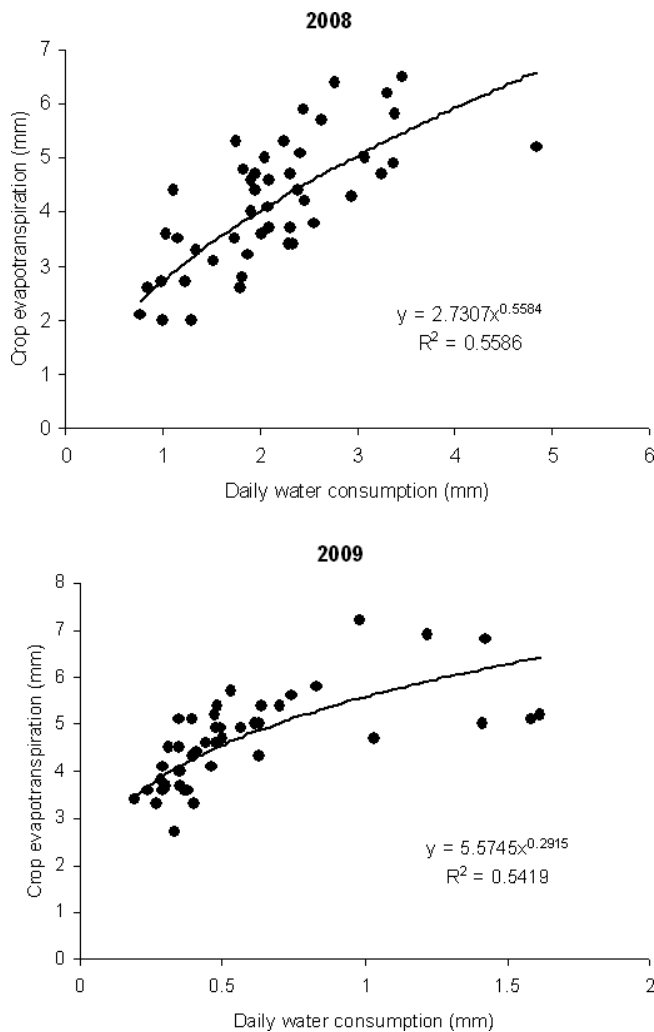 2008
7
6
5
4
3
2
1
0
Crop evapotranspiration (mm)
y = 2.7307x^0.5584
R² = 0.5586
0 1 2 3 4 5 6
Daily water consumption (mm)
2009
8
7
6
5
4
3
2
1
0
Crop evapotranspiration (mm)
y = 5.5745x^0.2915
R² = 0.5419
0 0.5 1 1.5 2
Daily water consumption (mm)